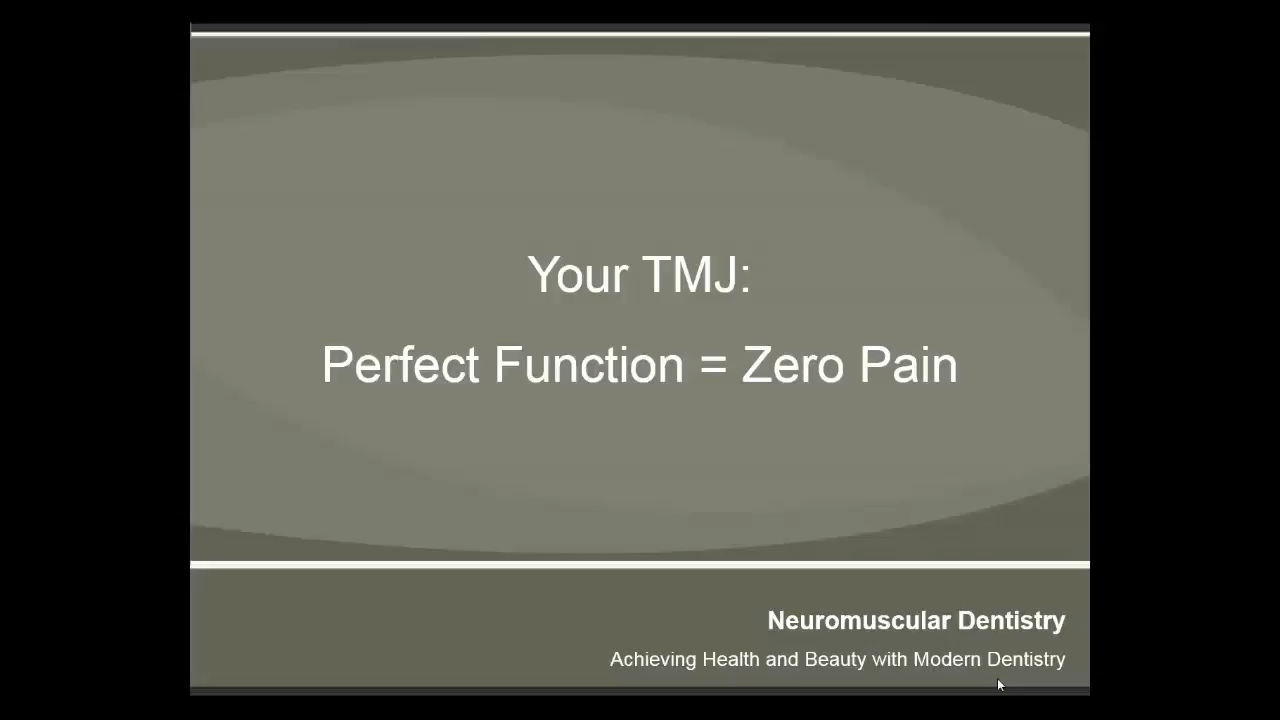 Your TMJ:
Perfect Function = Zero Pain
Neuromuscular Dentistry
Achieving Health and Beauty with Modern Dentistry